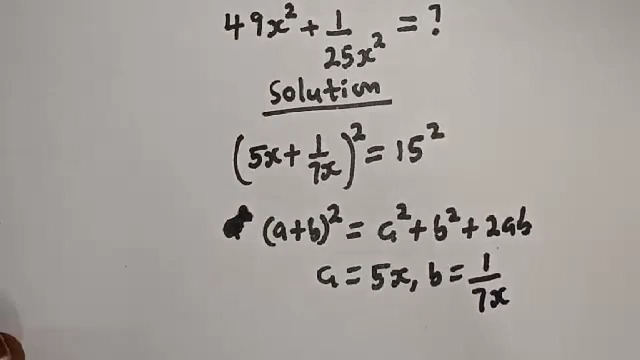 49x² + 1/25x² = ?
Solution
(5x + 1/7x)² = 15²
(a+b)² = a² + b² + 2ab
a = 5x, b = 1/7x